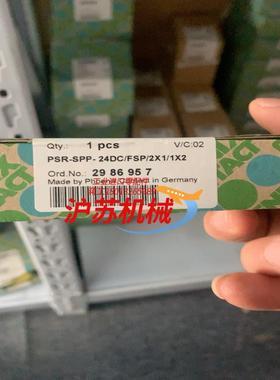 Qty.: 1 pcs V/C:02
PSR-SPP- 24DC/FSP/2X1/1X2
Ord.No.: 29 86 95 7
Made by Phoenix Contact in Germany
沪苏机械